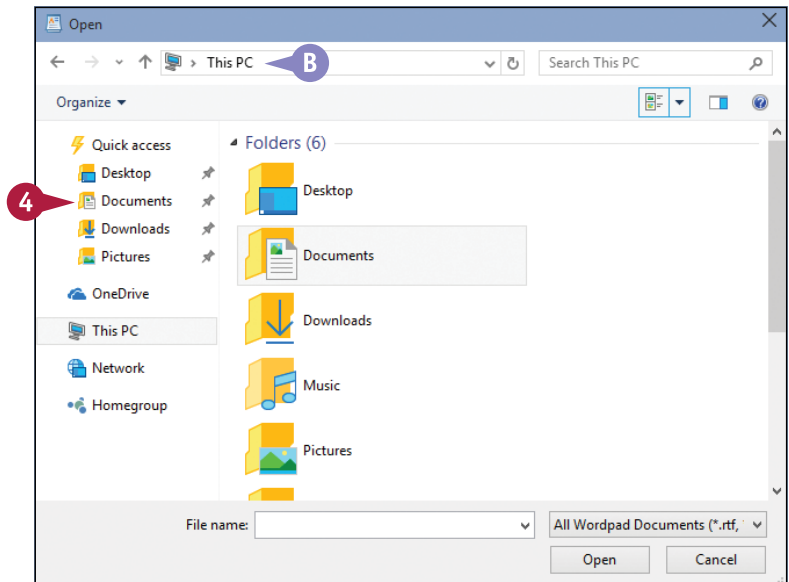 Open
This PC
B
Search This PC
Organize
Quick access
Desktop
4
Documents
Downloads
Pictures
OneDrive
This PC
Network
Homegroup
Folders (6)
Desktop
Documents
Downloads
Music
Pictures
File name:
All Wordpad Documents (*.rtf,
Open
Cancel